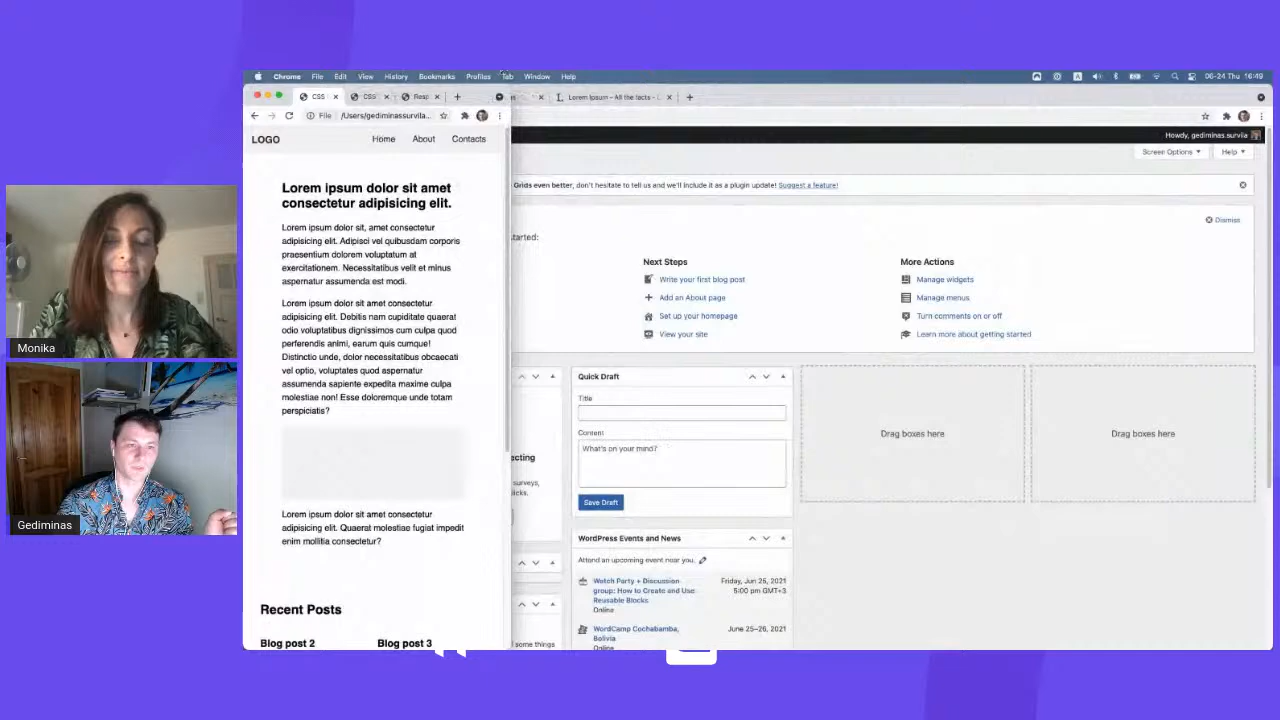 Chrome File Edit View History Bookmarks Profiles Tab Window Help
06-24 Thu 16:49
CSS
CSS
Resp
Lorem Ipsum – All the facts – L
File /Users/gediminassurvila...
LOGO
Home
About
Contacts
Lorem ipsum dolor sit amet
consectetur adipisicing elit.
Lorem ipsum dolor sit, amet consectetur
adipisicing elit. Adipisci vel quibusdam corporis
praesentium dolorem voluptatum at
exercitationem. Necessitatibus velit et minus
aspernatur assumenda est modi.
Lorem ipsum dolor sit amet consectetur
adipisicing elit. Debitis nam cupiditate quaerat
odio voluptatibus dignissimos cum culpa quod
perferendis animi, earum quis cumque!
Distinctio unde, dolor necessitatibus obcaecati
vel optio, voluptates quod aspernatur
assumenda sapiente expedita maxime culpa
molestiae non! Esse doloremque unde totam
perspiciatis?
Lorem ipsum dolor sit amet consectetur
adipisicing elit. Quaerat molestiae fugiat impedit
enim mollitia consectetur?
Recent Posts
Blog post 2
Blog post 3
Howdy, gediminas.survila
Screen Options
Help
Grids even better, don't hesitate to tell us and we'll include it as a plugin update! Suggest a feature!
Dismiss
started:
Next Steps
Write your first blog post
Add an About page
Set up your homepage
View your site
More Actions
Manage widgets
Manage menus
Turn comments on or off
Learn more about getting started
ecting
surveys,
icks.
some things
Quick Draft
Title
Content
What's on your mind?
Save Draft
Drag boxes here
Drag boxes here
WordPress Events and News
Attend an upcoming event near you.
Watch Party + Discussion
group: How to Create and Use
Reusable Blocks
Online
Friday, Jun 25, 2021
5:00 pm GMT+3
WordCamp Cochabamba,
Bolivia
Online
June 25–26, 2021
Monika
Gediminas